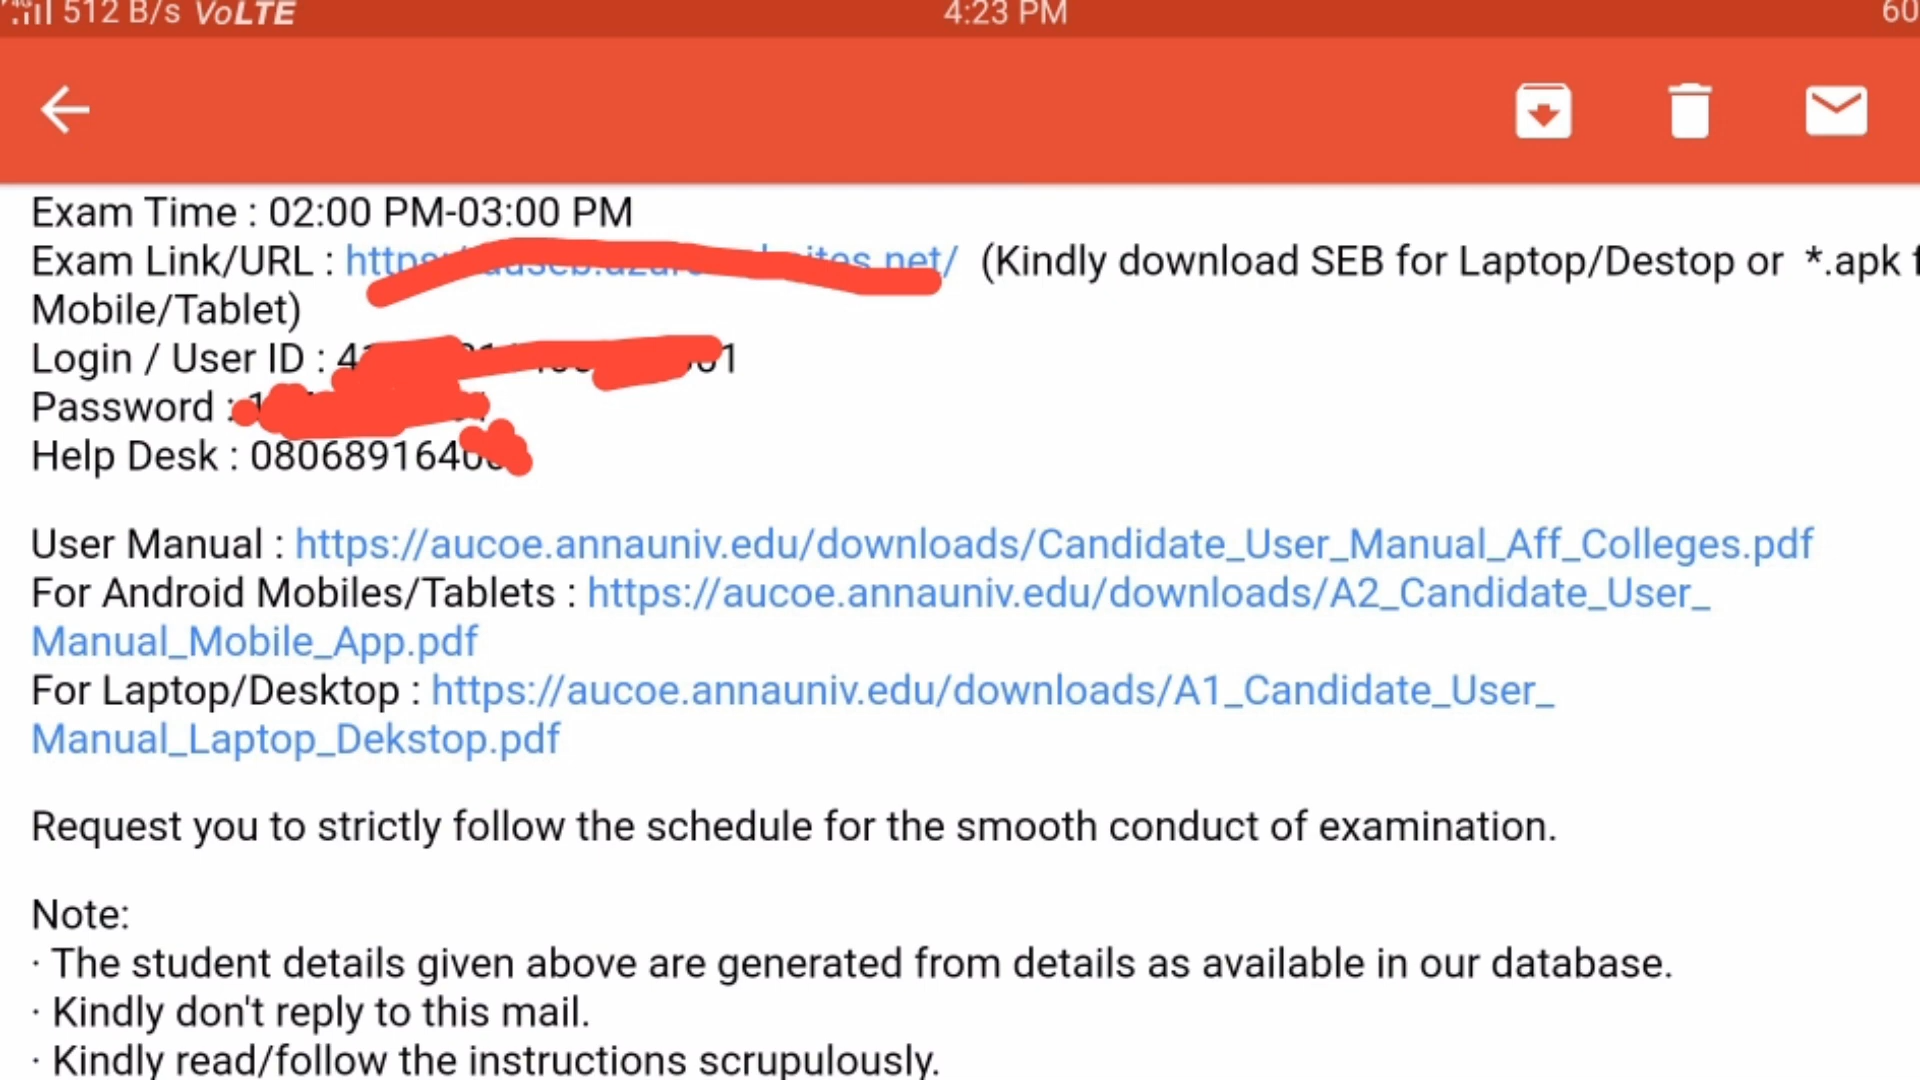 512 B/s VoLTE 4:23 PM 60
Exam Time : 02:00 PM-03:00 PM
Exam Link/URL : (Kindly download SEB for Laptop/Destop or *.apk
Mobile/Tablet)
Login / User ID :
Password :
Help Desk :
User Manual : https://aucoe.annauniv.edu/downloads/Candidate_User_Manual_Aff_Colleges.pdf
For Android Mobiles/Tablets : https://aucoe.annauniv.edu/downloads/A2_Candidate_User_
Manual_Mobile_App.pdf
For Laptop/Desktop : https://aucoe.annauniv.edu/downloads/A1_Candidate_User_
Manual_Laptop_Dekstop.pdf
Request you to strictly follow the schedule for the smooth conduct of examination.
Note:
· The student details given above are generated from details as available in our database.
· Kindly don't reply to this mail.
· Kindly read/follow the instructions scrupulously.